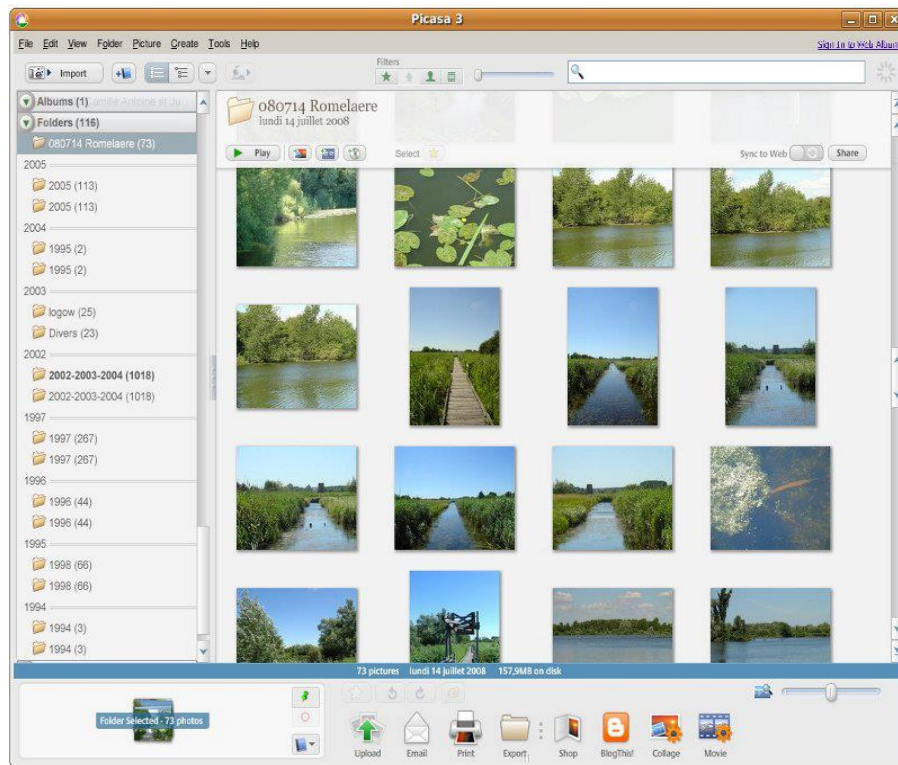 Picasa 3
File Edit View Folder Picture Create Tools Help
Sign In to Web Album
Import
Filters
Albums (1)
Folders (116)
080714 Romelaere (73)
2005
2005 (113)
2005 (113)
2004
1995 (2)
1995 (2)
2003
logow (25)
Divers (23)
2002
2002-2003-2004 (1018)
2002-2003-2004 (1018)
1997
1997 (267)
1997 (267)
1996
1996 (44)
1996 (44)
1995
1998 (66)
1998 (66)
1994
1994 (3)
1994 (3)
080714 Romelaere
lundi 14 juillet 2008
Play
Select
Sync to Web
Share
73 pictures lundi 14 juillet 2008 157,9MB on disk
Folder Selected - 73 photos
Upload
Email
Print
Export
Shop
BlogThis!
Collage
Movie